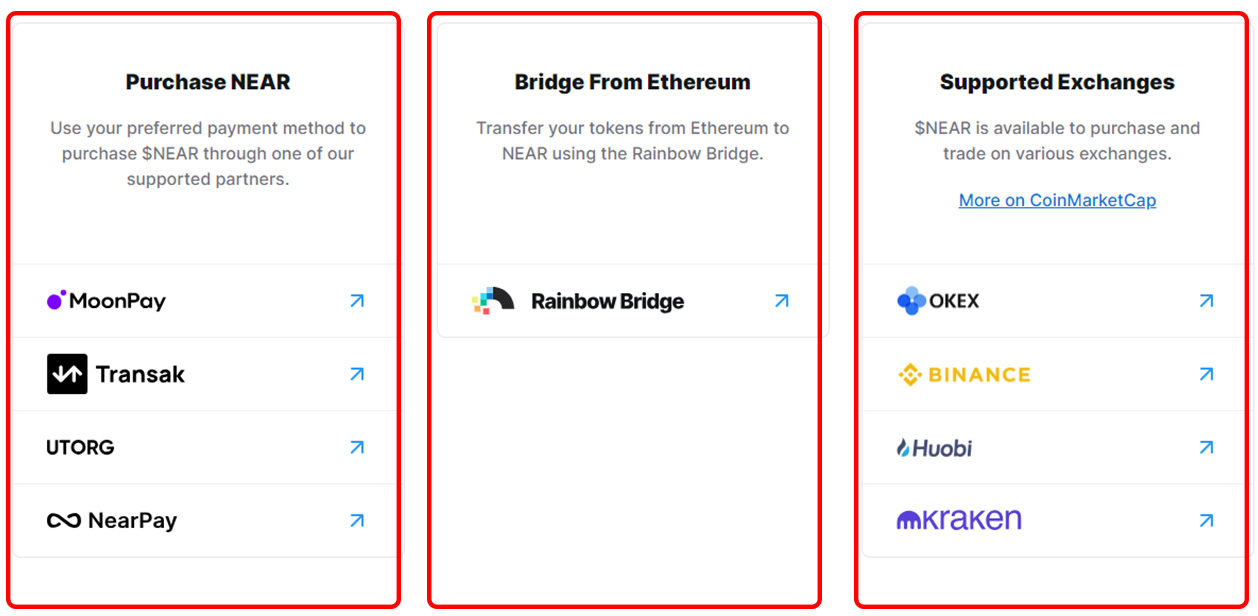 Purchase NEAR
Use your preferred payment method to
purchase $NEAR through one of our
supported partners.
MoonPay
Transak
UTORG
NearPay
Bridge From Ethereum
Transfer your tokens from Ethereum to
NEAR using the Rainbow Bridge.
Rainbow Bridge
Supported Exchanges
$NEAR is available to purchase and
trade on various exchanges.
More on CoinMarketCap
OKEX
BINANCE
Huobi
kraken